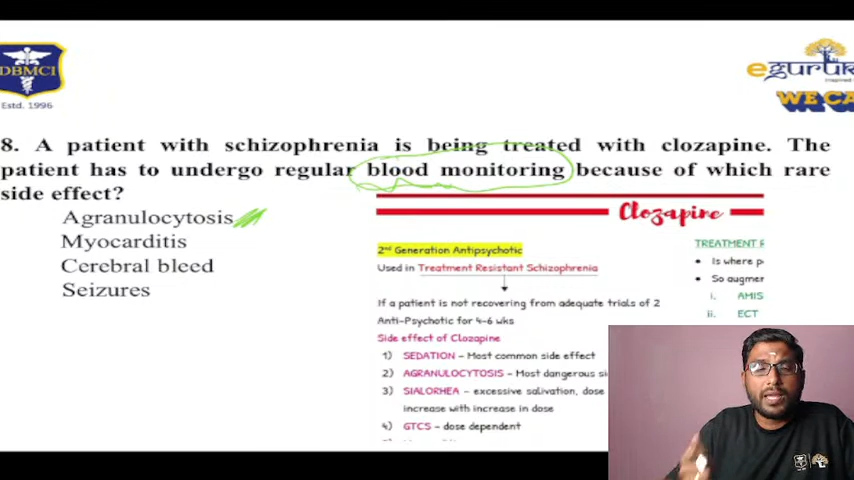 DBMCI
Estd. 1996
eGuruk
WE CA
8. A patient with schizophrenia is being treated with clozapine. The
patient has to undergo regular blood monitoring because of which rare
side effect?
Agranulocytosis
Myocarditis
Cerebral bleed
Seizures
Clozapine
2nd Generation Antipsychotic
Used in Treatment Resistant Schizophrenia
If a patient is not recovering from adequate trials of 2
Anti-Psychotic for 4-6 wks
Side effect of Clozapine
1) SEDATION – Most common side effect
2) AGRANULOCYTOSIS – Most dangerous si
3) SIALORHEA – excessive salivation, dose
increase with increase in dose
4) GTCS – dose dependent
TREATMENT R
• Is where p
• So augmer
i. AMIS
ii. ECT